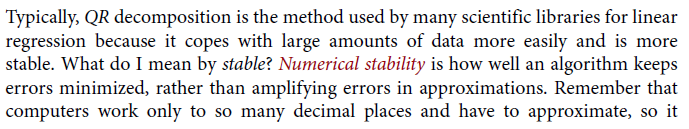 Typically, QR decomposition is the method used by many scientific libraries for linear
regression because it copes with large amounts of data more easily and is more
stable. What do I mean by stable? Numerical stability is how well an algorithm keeps
errors minimized, rather than amplifying errors in approximations. Remember that
computers work only to so many decimal places and have to approximate, so it